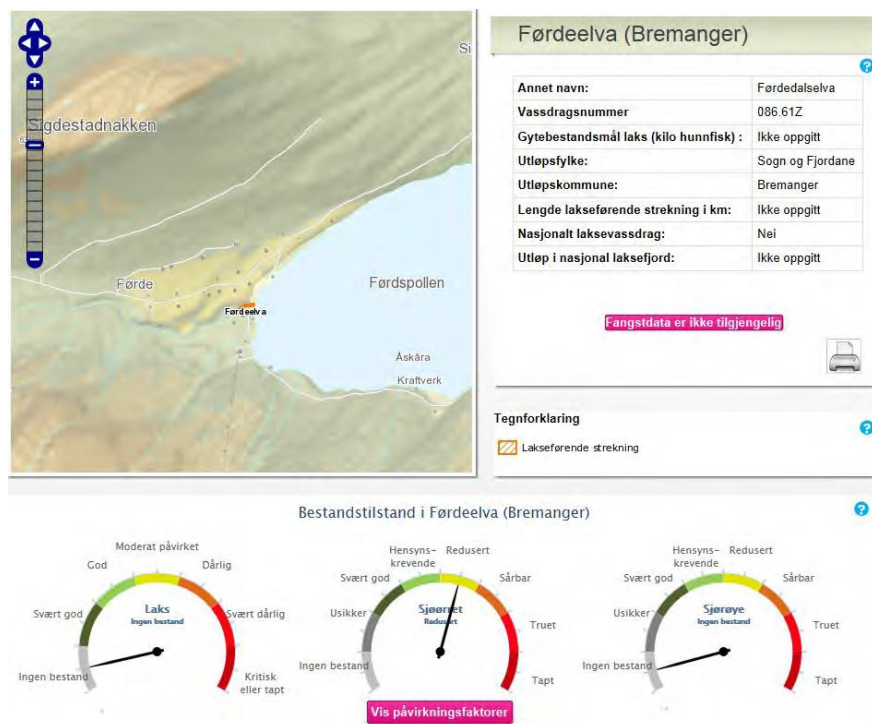 Førdeelva (Bremanger)
Annet navn: Førdedalselva
Vassdragsnummer 086.61Z
Gytebestandsmål laks (kilo hunnfisk) : Ikke oppgitt
Utløpsfylke: Sogn og Fjordane
Utløpskommune: Bremanger
Lengde lakseførende strekning i km: Ikke oppgitt
Nasjonalt laksevassdrag: Nei
Utløp i nasjonal laksefjord: Ikke oppgitt
Fangstdata er ikke tilgjengelig
Tegnforklaring
Lakseførende strekning
Si
Sigdestadnakken
Førde
Førdeelva
Førdspollen
Åskåra
Kraftverk
Bestandstilstand i Førdeelva (Bremanger)
Moderat påvirket
God
Dårlig
Svært god
Svært dårlig
Ingen bestand
Kritisk
eller tapt
Laks
Ingen bestand
Hensyns-
krevende
Redusert
Svært god
Sårbar
Usikker
Truet
Ingen bestand
Tapt
Sjøørret
Redusert
Hensyns-
krevende
Redusert
Svært god
Sårbar
Usikker
Truet
Ingen bestand
Tapt
Sjørøye
Ingen bestand
Vis påvirkningsfaktorer